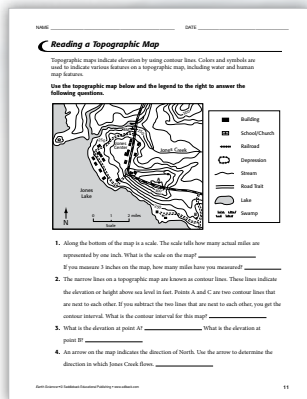 NAME DATE
Reading a Topographic Map
Topographic maps indicate elevation by using contour lines. Colors and symbols are
used to indicate various features on a topographic map, including water and human
map features.
Use the topographic map below and the legend to the right to answer the
following questions.
Jones
Center
Jones Creek
Jones
Lake
N
0 1 2 miles
Scale
Building
School/Church
Railroad
Depression
Stream
Road Trail
Lake
Swamp
1. Along the bottom of the map is a scale. The scale tells how many actual miles are
represented by one inch. What is the scale on the map?
If you measure 3 inches on the map, how many miles have you measured?
2. The narrow lines on a topographic map are known as contour lines. These lines indicate
the elevation or height above sea level in feet. Points A and C are two contour lines that
are next to each other. If you subtract the two lines that are next to each other, you get the
contour interval. What is the contour interval for this map?
3. What is the elevation at point A? What is the elevation at
point B?
4. An arrow on the map indicates the direction of North. Use the arrow to determine the
direction in which Jones Creek flows.
11